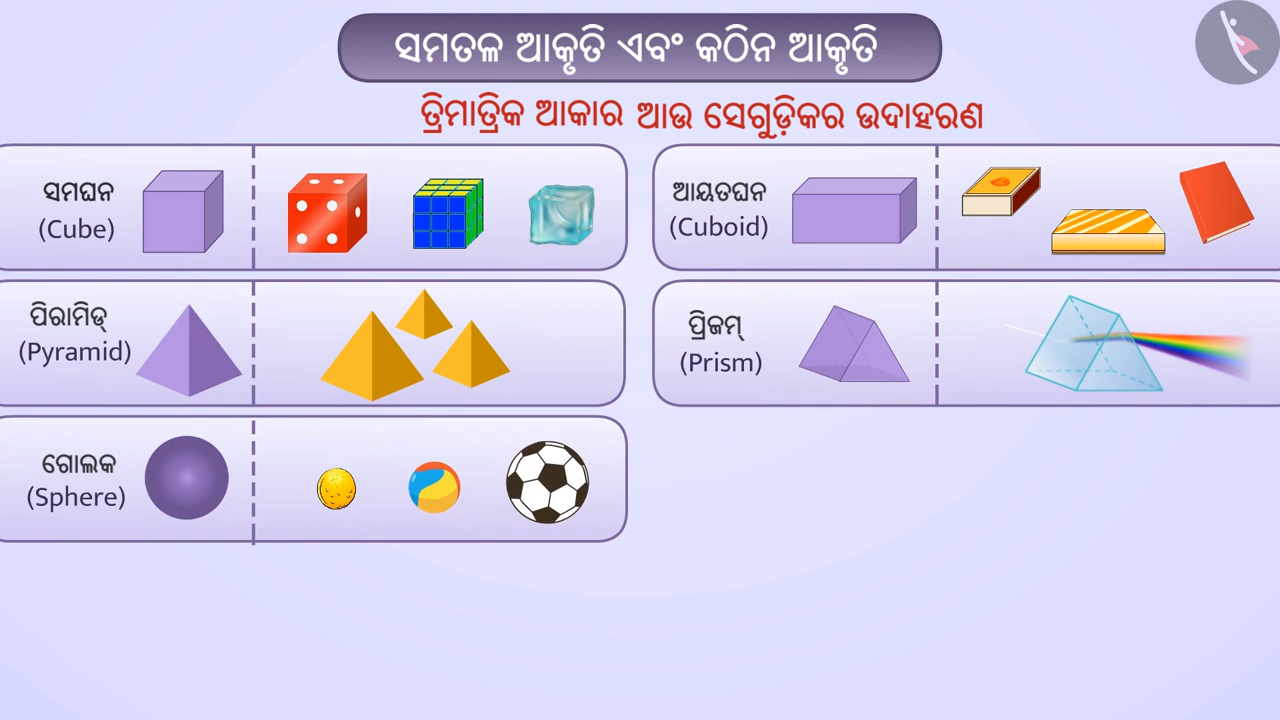 ସମତଳ ଆକୃତି ଏବଂ କଠିନ ଆକୃତି
ତ୍ରିମାତ୍ରିକ ଆକାର ଆଉ ସେଗୁଡ଼ିକର ଉଦାହରଣ
ସମଘନ
(Cube)
ଆୟତଘନ
(Cuboid)
ପିରାମିଡ୍
(Pyramid)
ପ୍ରିଜମ୍
(Prism)
ଗୋଲକ
(Sphere)